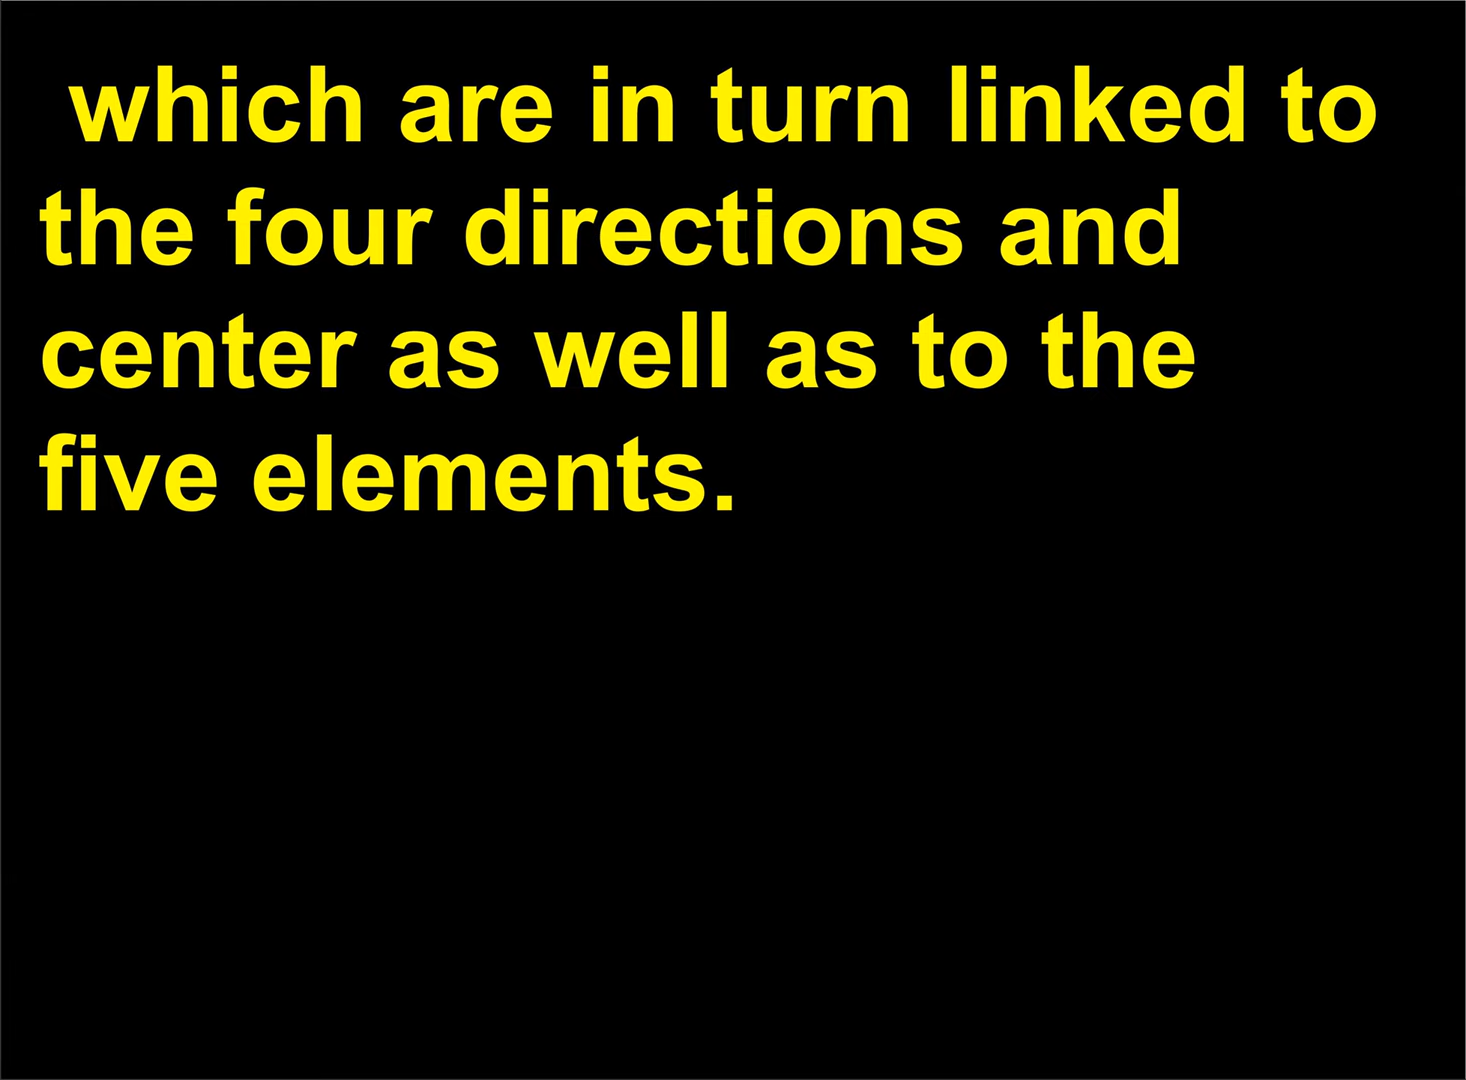 which are in turn linked to
the four directions and
center as well as to the
five elements.